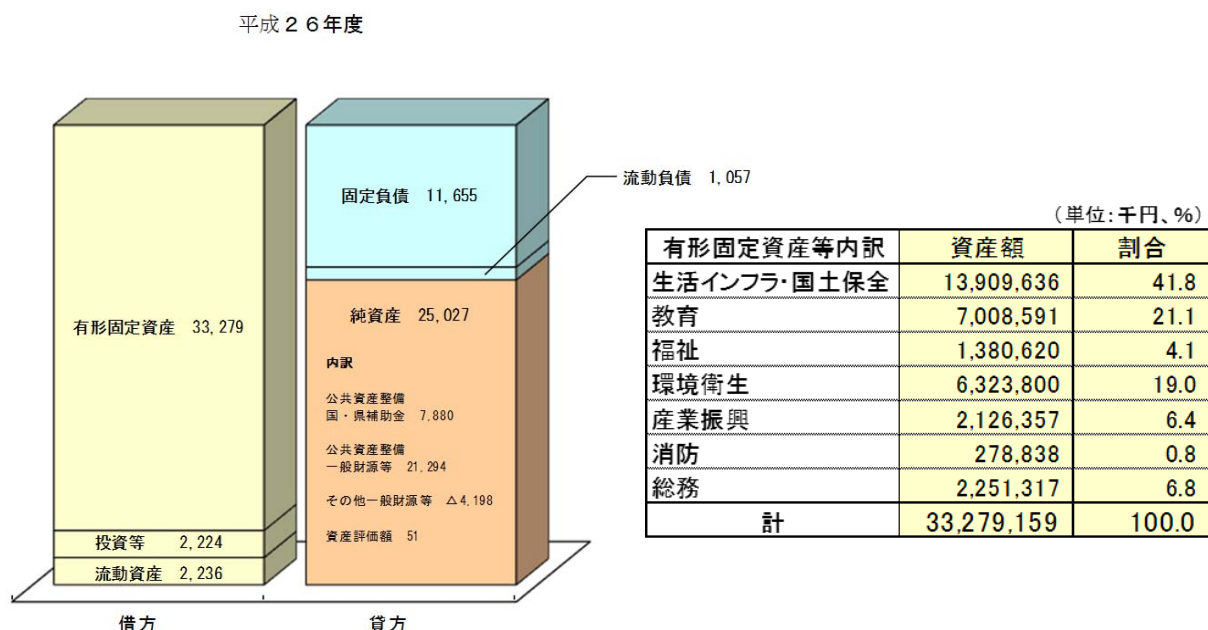 平成26年度
固定負債 11,655
流動負債 1,057
有形固定資産 33,279
純資産 25,027
内訳
公共資産整備
国・県補助金 7,880
公共資産整備
一般財源等 21,294
その他一般財源等 △4,198
資産評価額 51
投資等 2,224
流動資産 2,236
借方 貸方
（単位:千円、%）
有形固定資産等内訳 資産額 割合
生活インフラ・国土保全 13,909,636 41.8
教育 7,008,591 21.1
福祉 1,380,620 4.1
環境衛生 6,323,800 19.0
産業振興 2,126,357 6.4
消防 278,838 0.8
総務 2,251,317 6.8
計 33,279,159 100.0